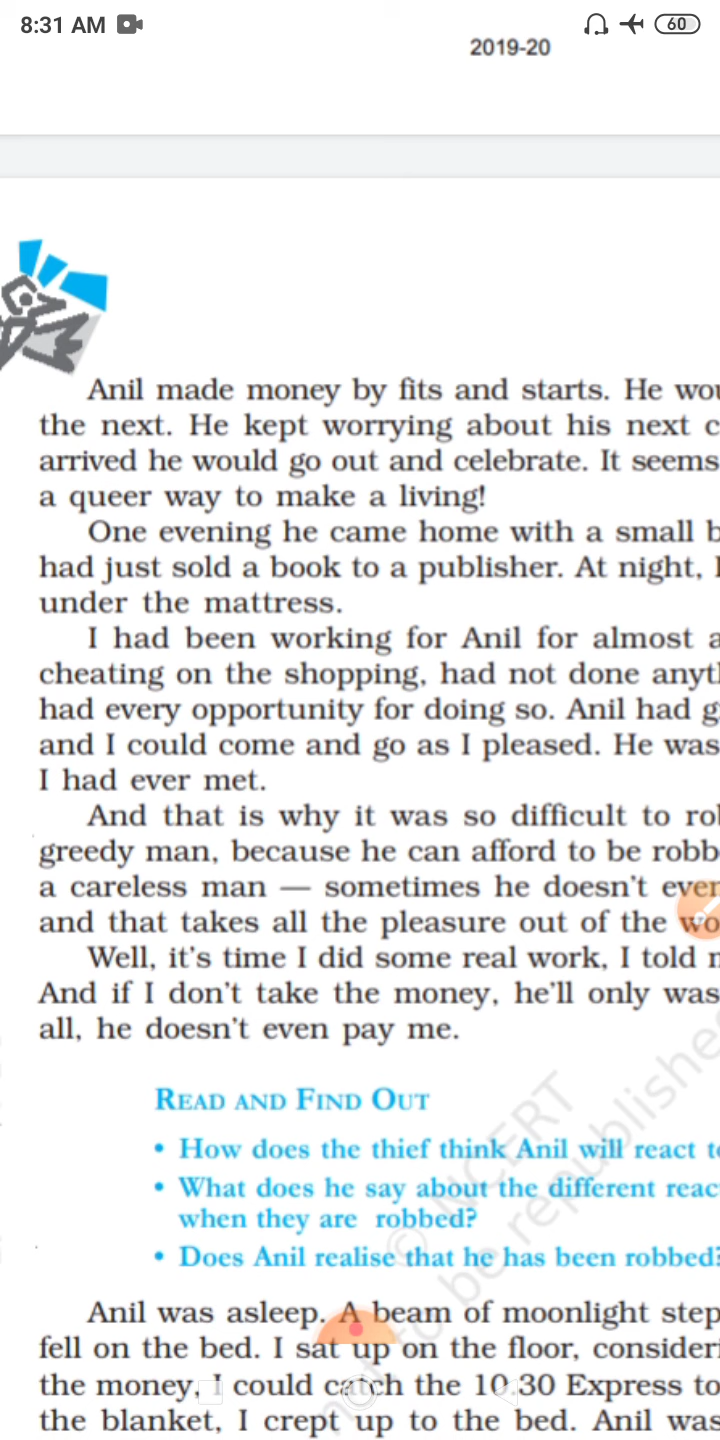 8:31 AM
60
2019-20
Anil made money by fits and starts. He
the next. He kept worrying about his next
arrived he would go out and celebrate. It seems
a queer way to make a living!
One evening he came home with a small
had just sold a book to a publisher. At night,
under the mattress.
I had been working for Anil for almost a
cheating on the shopping, had not done
had every opportunity for doing so. Anil had
and I could come and go as I pleased. He was
I had ever met.
And that is why it was so difficult to
greedy man, because he can afford to be
a careless man — sometimes he doesn't even
and that takes all the pleasure out of the
Well, it's time I did some real work, I told
And if I don't take the money, he'll only
all, he doesn't even pay me.
READ AND FIND OUT
• How does the thief think Anil will react
• What does he say about the different
when they are robbed?
• Does Anil realise that he has been robbed?
Anil was asleep. A beam of moonlight
fell on the bed. I sat up on the floor,
the money, I could catch the 10.30 Express to
the blanket, I crept up to the bed. Anil was
© NCERT
not to be republished